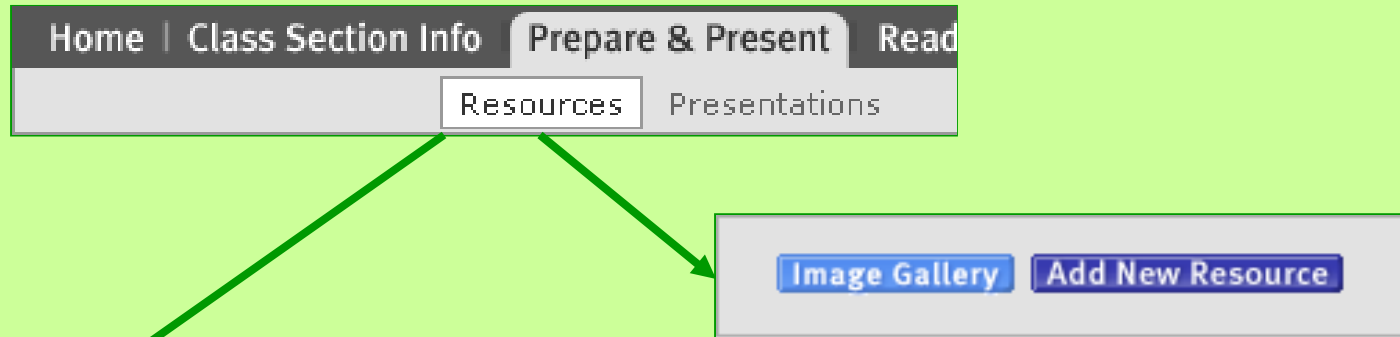 Home | Class Section Info Prepare & Present Read
Resources Presentations
Image Gallery Add New Resource